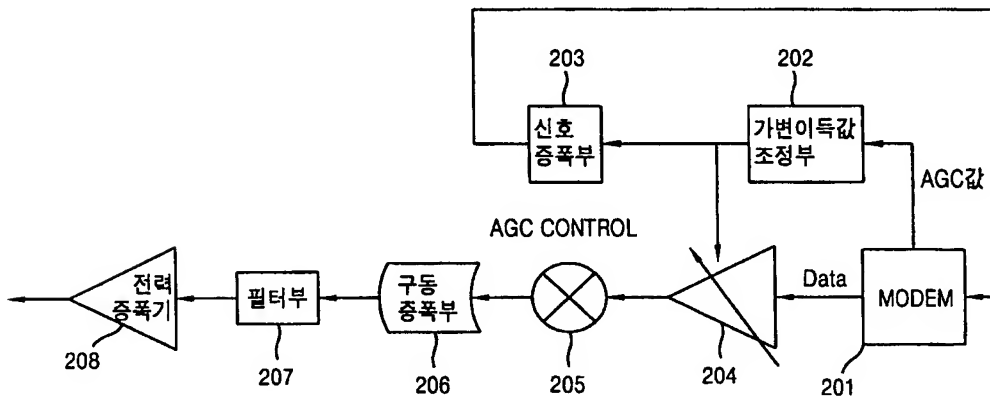 203
202
신호
증폭부
가변이득값
조정부
AGC값
AGC CONTROL
전력
증폭기
필터부
구동
증폭부
Data
MODEM
208
207
206
205
204
201